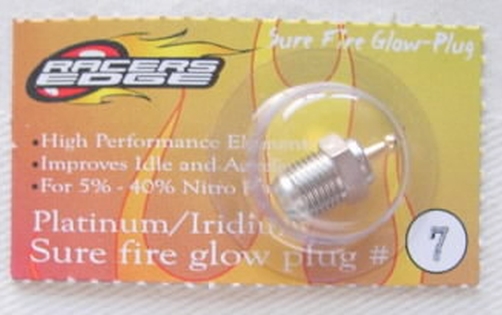 Sure Fire Glow-Plug
RACERS
EDGE
•High Performance
•Improves Idle and
•For 5% - 40% Nitro
Platinum/Iridium
Sure fire glow plug #
7